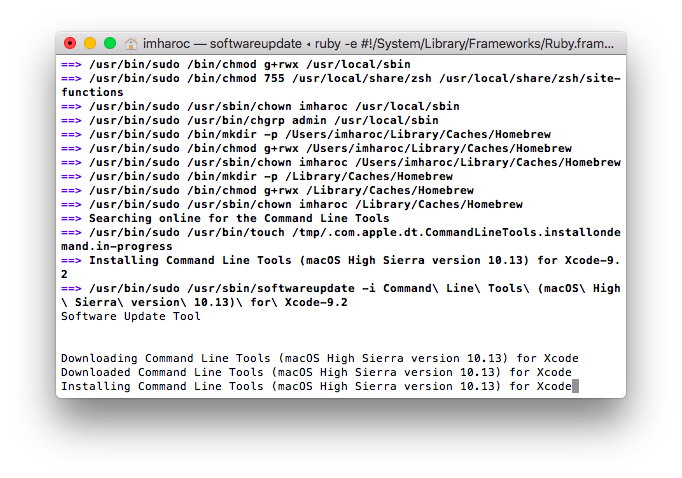 imharoc — softwareupdate ◂ ruby -e #!/System/Library/Frameworks/Ruby.fram...
==> /usr/bin/sudo /bin/chmod g+rwx /usr/local/sbin
==> /usr/bin/sudo /bin/chmod 755 /usr/local/share/zsh /usr/local/share/zsh/site-
functions
==> /usr/bin/sudo /usr/sbin/chown imharoc /usr/local/sbin
==> /usr/bin/sudo /usr/bin/chgrp admin /usr/local/sbin
==> /usr/bin/sudo /bin/mkdir -p /Users/imharoc/Library/Caches/Homebrew
==> /usr/bin/sudo /bin/chmod g+rwx /Users/imharoc/Library/Caches/Homebrew
==> /usr/bin/sudo /usr/sbin/chown imharoc /Users/imharoc/Library/Caches/Homebrew
==> /usr/bin/sudo /bin/mkdir -p /Library/Caches/Homebrew
==> /usr/bin/sudo /bin/chmod g+rwx /Library/Caches/Homebrew
==> /usr/bin/sudo /usr/sbin/chown imharoc /Library/Caches/Homebrew
==> Searching online for the Command Line Tools
==> /usr/bin/sudo /usr/bin/touch /tmp/.com.apple.dt.CommandLineTools.installonde
mand.in-progress
==> Installing Command Line Tools (macOS High Sierra version 10.13) for Xcode-9.
2
==> /usr/bin/sudo /usr/sbin/softwareupdate -i Command\ Line\ Tools\ (macOS\ High
\ Sierra\ version\ 10.13)\ for\ Xcode-9.2
Software Update Tool
Downloading Command Line Tools (macOS High Sierra version 10.13) for Xcode
Downloaded Command Line Tools (macOS High Sierra version 10.13) for Xcode
Installing Command Line Tools (macOS High Sierra version 10.13) for Xcode